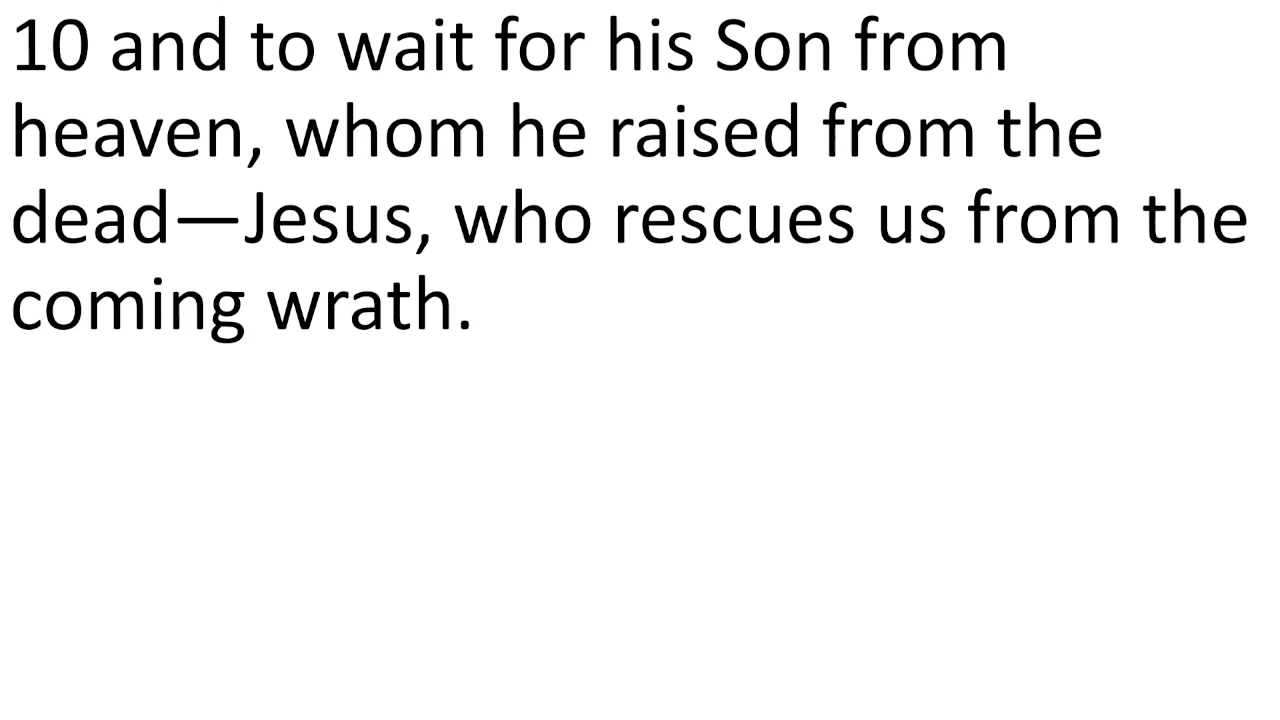 10 and to wait for his Son from
heaven, whom he raised from the
dead—Jesus, who rescues us from the
coming wrath.